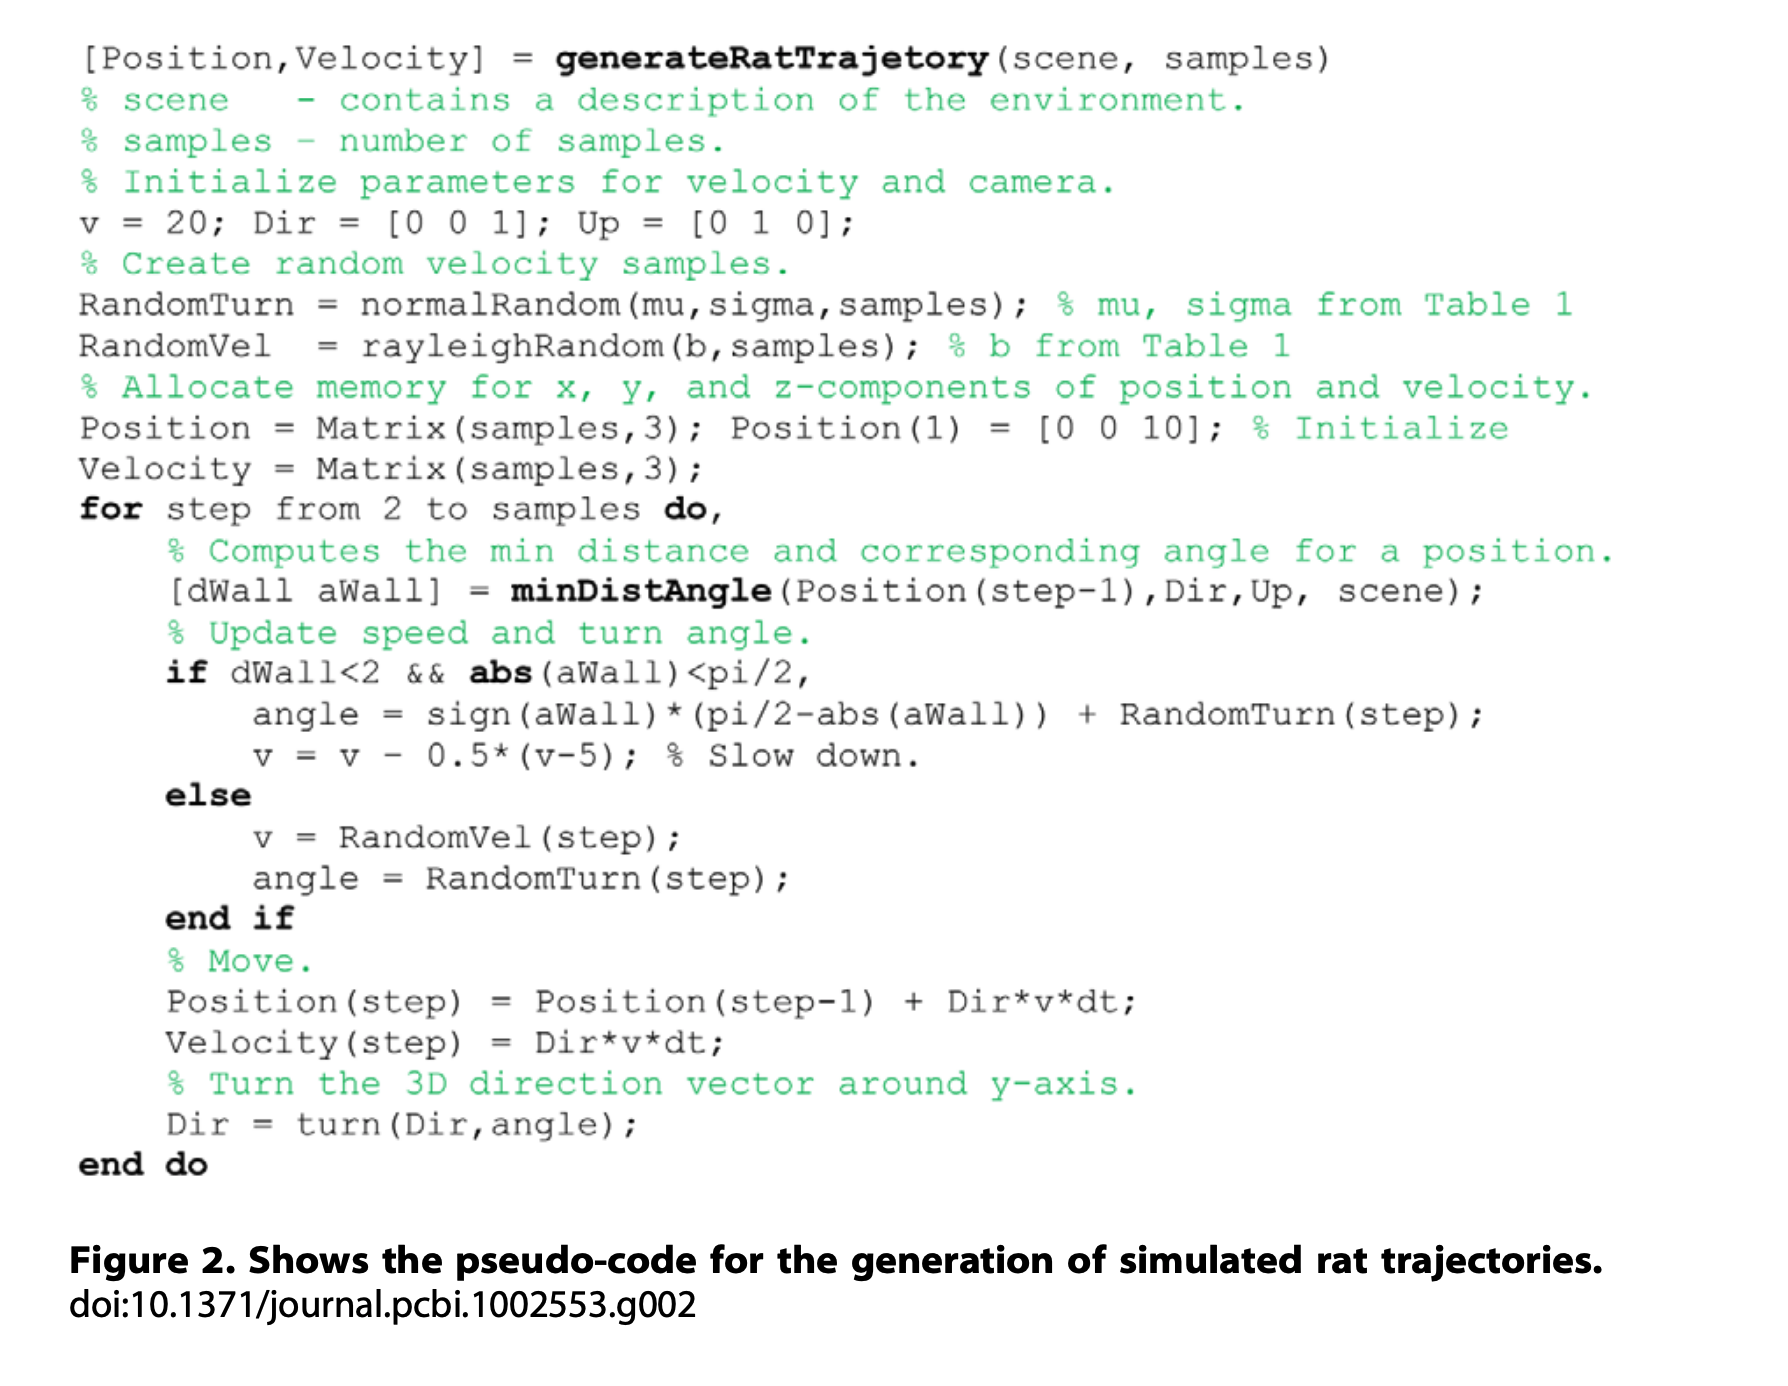 [Position,Velocity] = generateRatTrajetory(scene, samples)
% scene   - contains a description of the environment.
% samples – number of samples.
% Initialize parameters for velocity and camera.
v = 20; Dir = [0 0 1]; Up = [0 1 0];
% Create random velocity samples.
RandomTurn = normalRandom(mu,sigma,samples); % mu, sigma from Table 1
RandomVel  = rayleighRandom(b,samples); % b from Table 1
% Allocate memory for x, y, and z-components of position and velocity.
Position = Matrix(samples,3); Position(1) = [0 0 10]; % Initialize
Velocity = Matrix(samples,3);
for step from 2 to samples do,
    % Computes the min distance and corresponding angle for a position.
    [dWall aWall] = minDistAngle(Position(step-1),Dir,Up, scene);
    % Update speed and turn angle.
    if dWall<2 && abs(aWall)<pi/2,
        angle = sign(aWall)*(pi/2-abs(aWall)) + RandomTurn(step);
        v = v - 0.5*(v-5); % Slow down.
    else
        v = RandomVel(step);
        angle = RandomTurn(step);
    end if
    % Move.
    Position(step) = Position(step-1) + Dir*v*dt;
    Velocity(step) = Dir*v*dt;
    % Turn the 3D direction vector around y-axis.
    Dir = turn(Dir,angle);
end do
Figure 2. Shows the pseudo-code for the generation of simulated rat trajectories.
doi:10.1371/journal.pcbi.1002553.g002